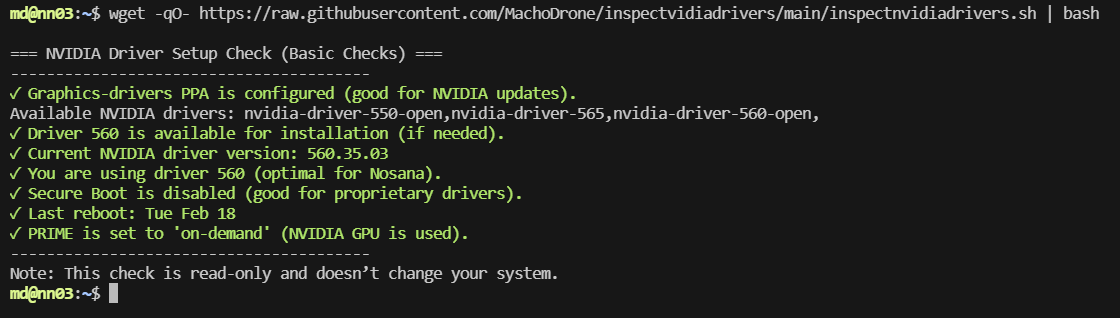 md@nn03:~$ wget -qO- https://raw.githubusercontent.com/MachoDrone/inspectvidiadrivers/main/inspectnvidiadrivers.sh | bash
=== NVIDIA Driver Setup Check (Basic Checks) ===
----------------------------------------
✓ Graphics-drivers PPA is configured (good for NVIDIA updates).
Available NVIDIA drivers: nvidia-driver-550-open,nvidia-driver-565,nvidia-driver-560-open,
✓ Driver 560 is available for installation (if needed).
✓ Current NVIDIA driver version: 560.35.03
✓ You are using driver 560 (optimal for Nosana).
✓ Secure Boot is disabled (good for proprietary drivers).
✓ Last reboot: Tue Feb 18
✓ PRIME is set to 'on-demand' (NVIDIA GPU is used).
----------------------------------------
Note: This check is read-only and doesn’t change your system.
md@nn03:~$